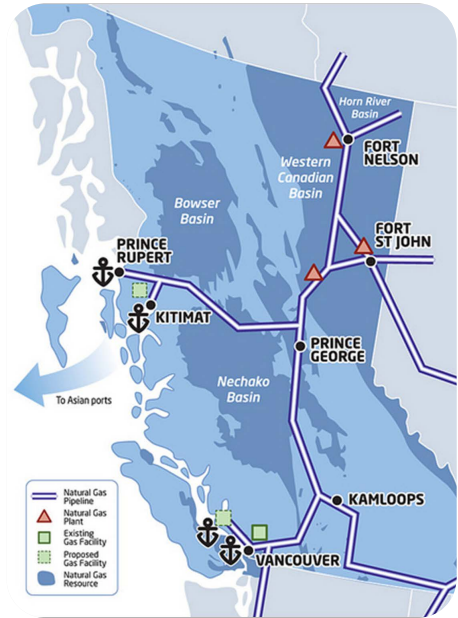 Horn River
Basin
FORT
NELSON
Western
Canadian
Basin
Bowser
Basin
FORT
ST JOHN
PRINCE
RUPERT
KITIMAT
PRINCE
GEORGE
Nechako
Basin
To Asian ports
Natural Gas
Pipeline
Natural Gas
Plant
Existing
Gas Facility
Proposed
Gas Facility
Natural Gas
Resource
KAMLOOPS
VANCOUVER